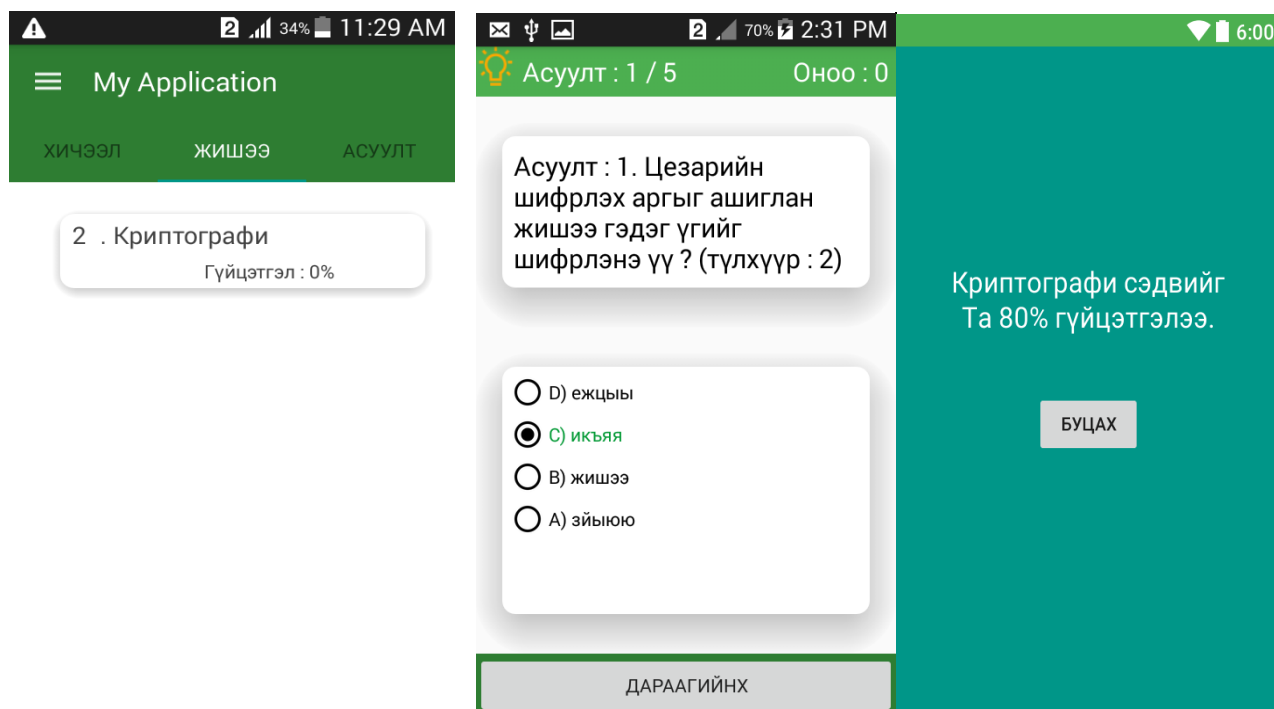 34% 11:29 AM
My Application
ХИЧЭЭЛ ЖИШЭЭ АСУУЛТ
2 . Криптографи
Гүйцэтгэл : 0%
2 70% 2:31 PM
Асуулт : 1 / 5 Оноо : 0
Асуулт : 1. Цезарийн
шифрлэх аргыг ашиглан
жишээ гэдэг үгийг
шифрлэнэ үү ? (түлхүүр : 2)
D) ежцыы
C) икъяя
B) жишээ
A) зйыюю
ДАРААГИЙНХ
6:00
Криптографи сэдвийг
Та 80% гүйцэтгэлээ.
БУЦАХ